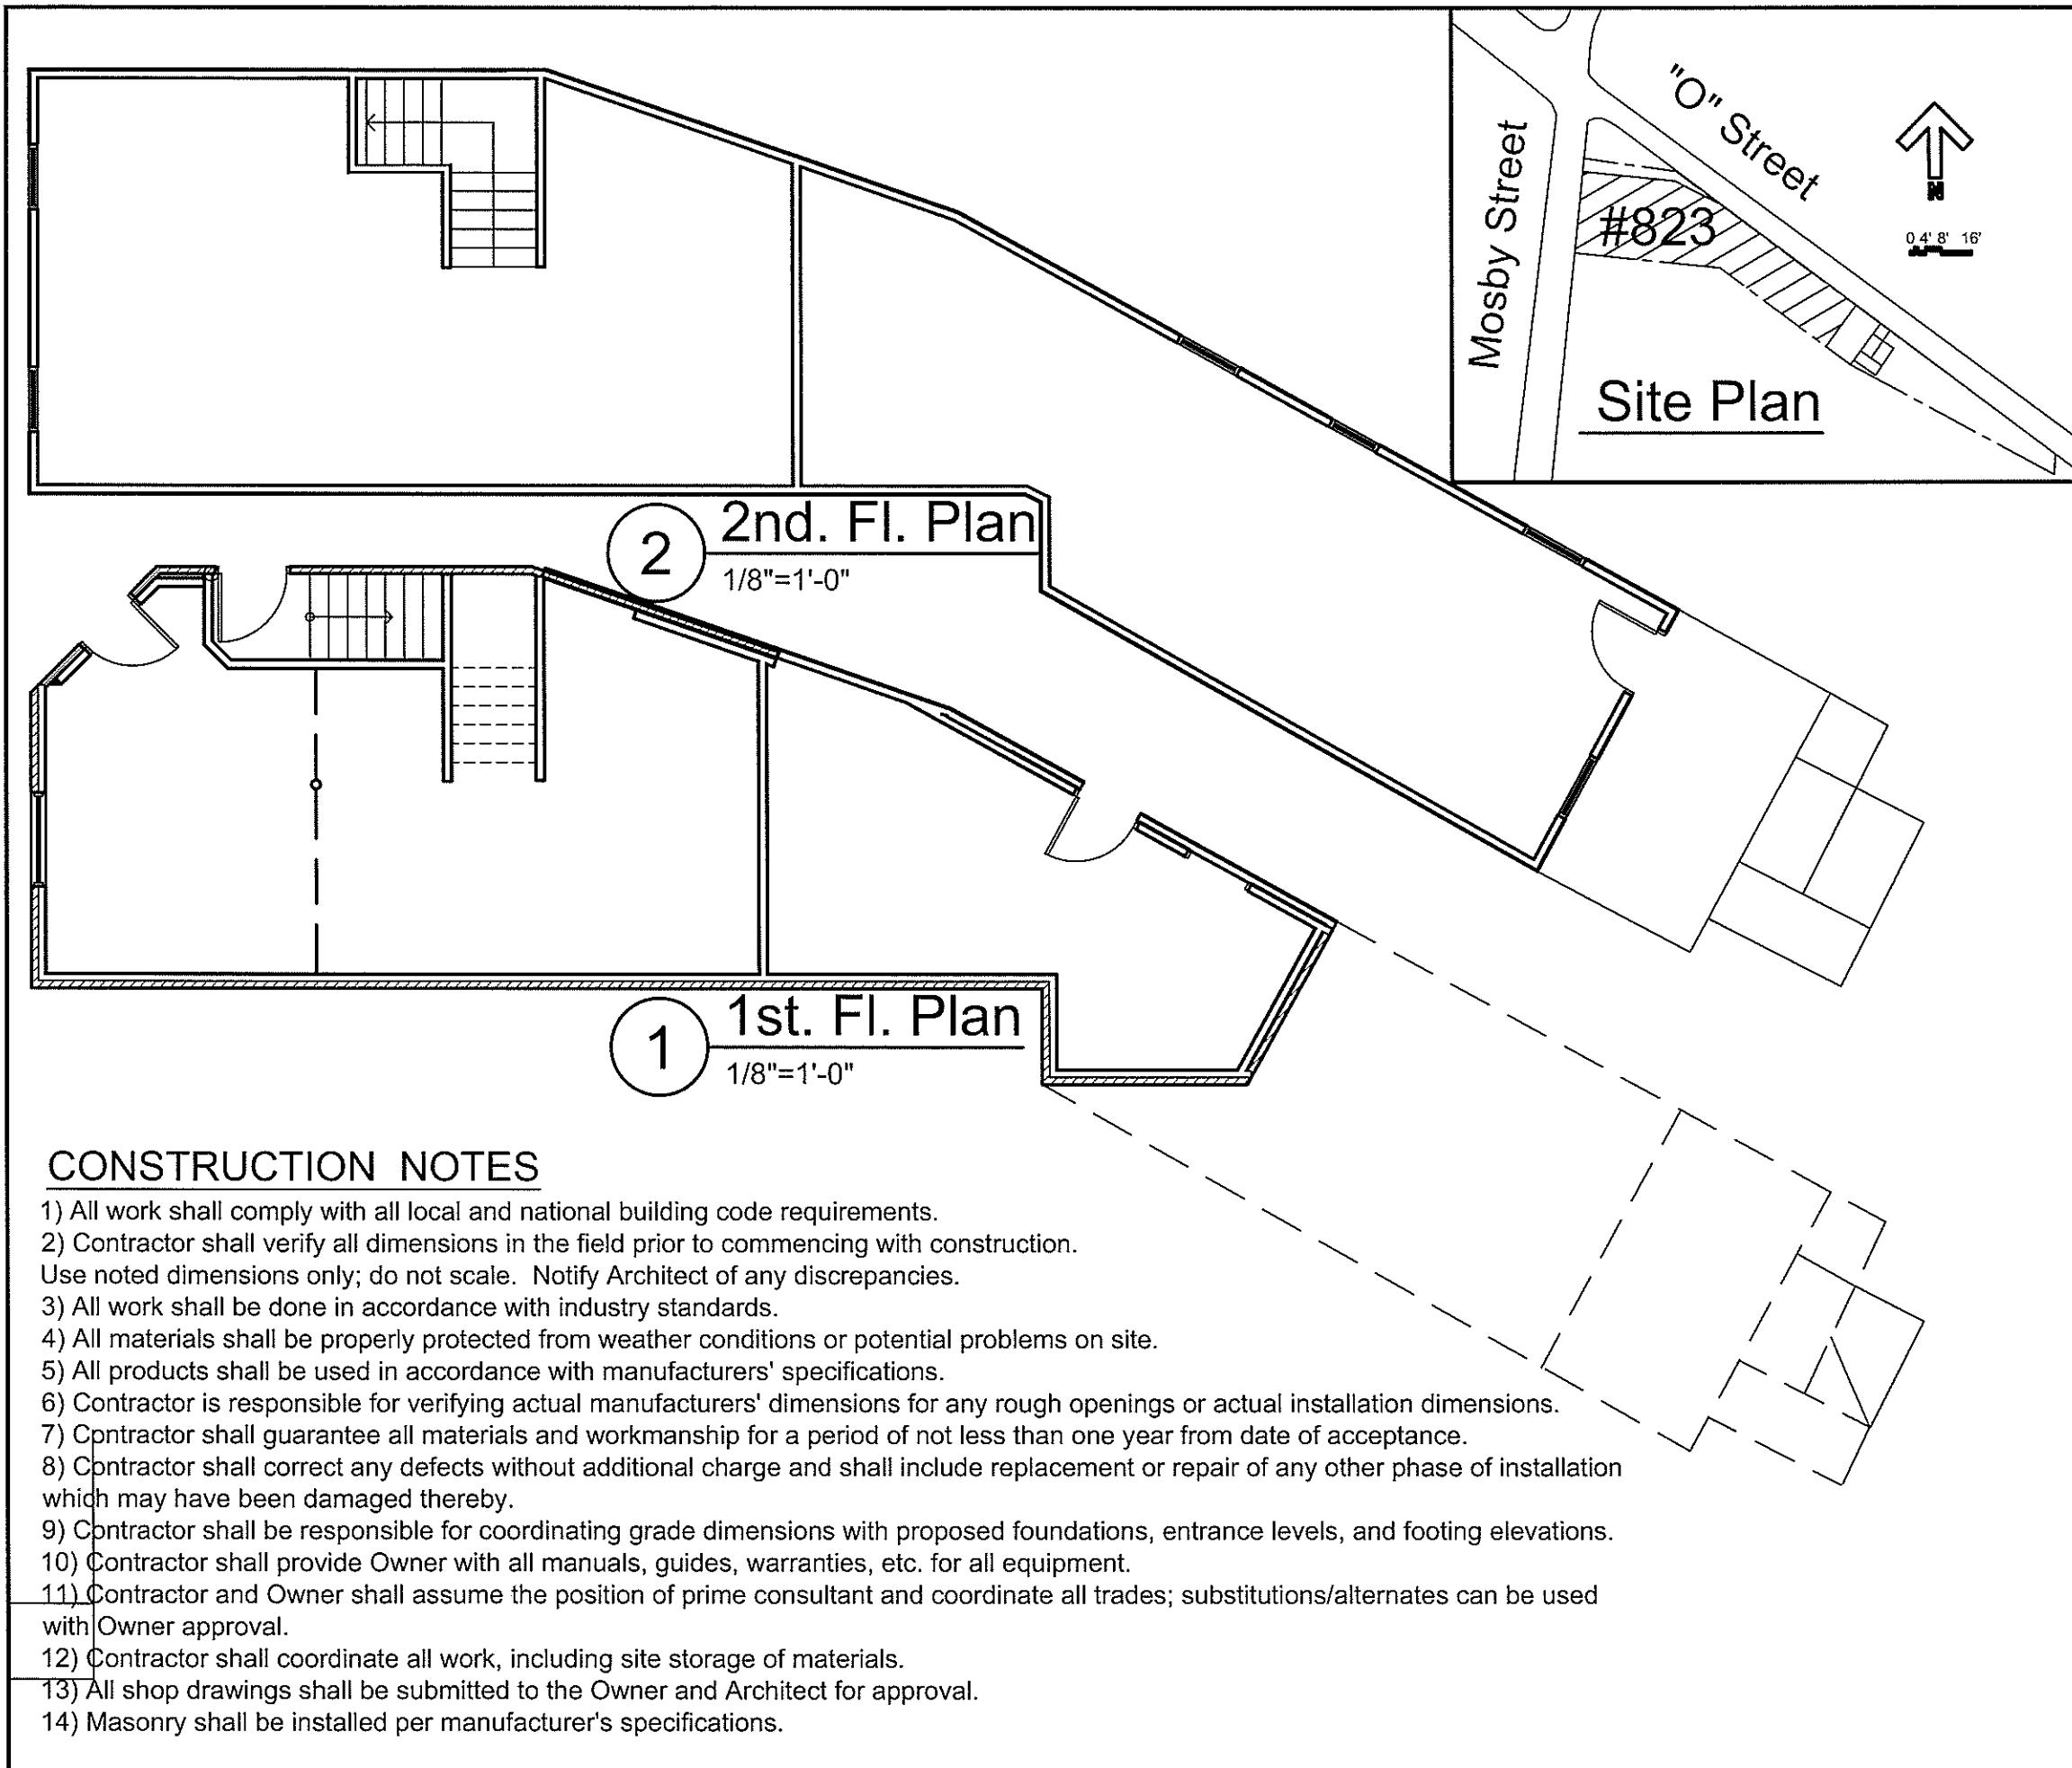 "O" Street
Mosby Street
N
#823
0 4' 8' 16'
Site Plan
2
2nd. Fl. Plan
1/8"=1'-0"
1
1st. Fl. Plan
1/8"=1'-0"
CONSTRUCTION NOTES
1) All work shall comply with all local and national building code requirements.
2) Contractor shall verify all dimensions in the field prior to commencing with construction.
Use noted dimensions only; do not scale. Notify Architect of any discrepancies.
3) All work shall be done in accordance with industry standards.
4) All materials shall be properly protected from weather conditions or potential problems on site.
5) All products shall be used in accordance with manufacturers' specifications.
6) Contractor is responsible for verifying actual manufacturers' dimensions for any rough openings or actual installation dimensions.
7) Contractor shall guarantee all materials and workmanship for a period of not less than one year from date of acceptance.
8) Contractor shall correct any defects without additional charge and shall include replacement or repair of any other phase of installation
which may have been damaged thereby.
9) Contractor shall be responsible for coordinating grade dimensions with proposed foundations, entrance levels, and footing elevations.
10) Contractor shall provide Owner with all manuals, guides, warranties, etc. for all equipment.
11) Contractor and Owner shall assume the position of prime consultant and coordinate all trades; substitutions/alternates can be used
with Owner approval.
12) Contractor shall coordinate all work, including site storage of materials.
13) All shop drawings shall be submitted to the Owner and Architect for approval.
14) Masonry shall be installed per manufacturer's specifications.